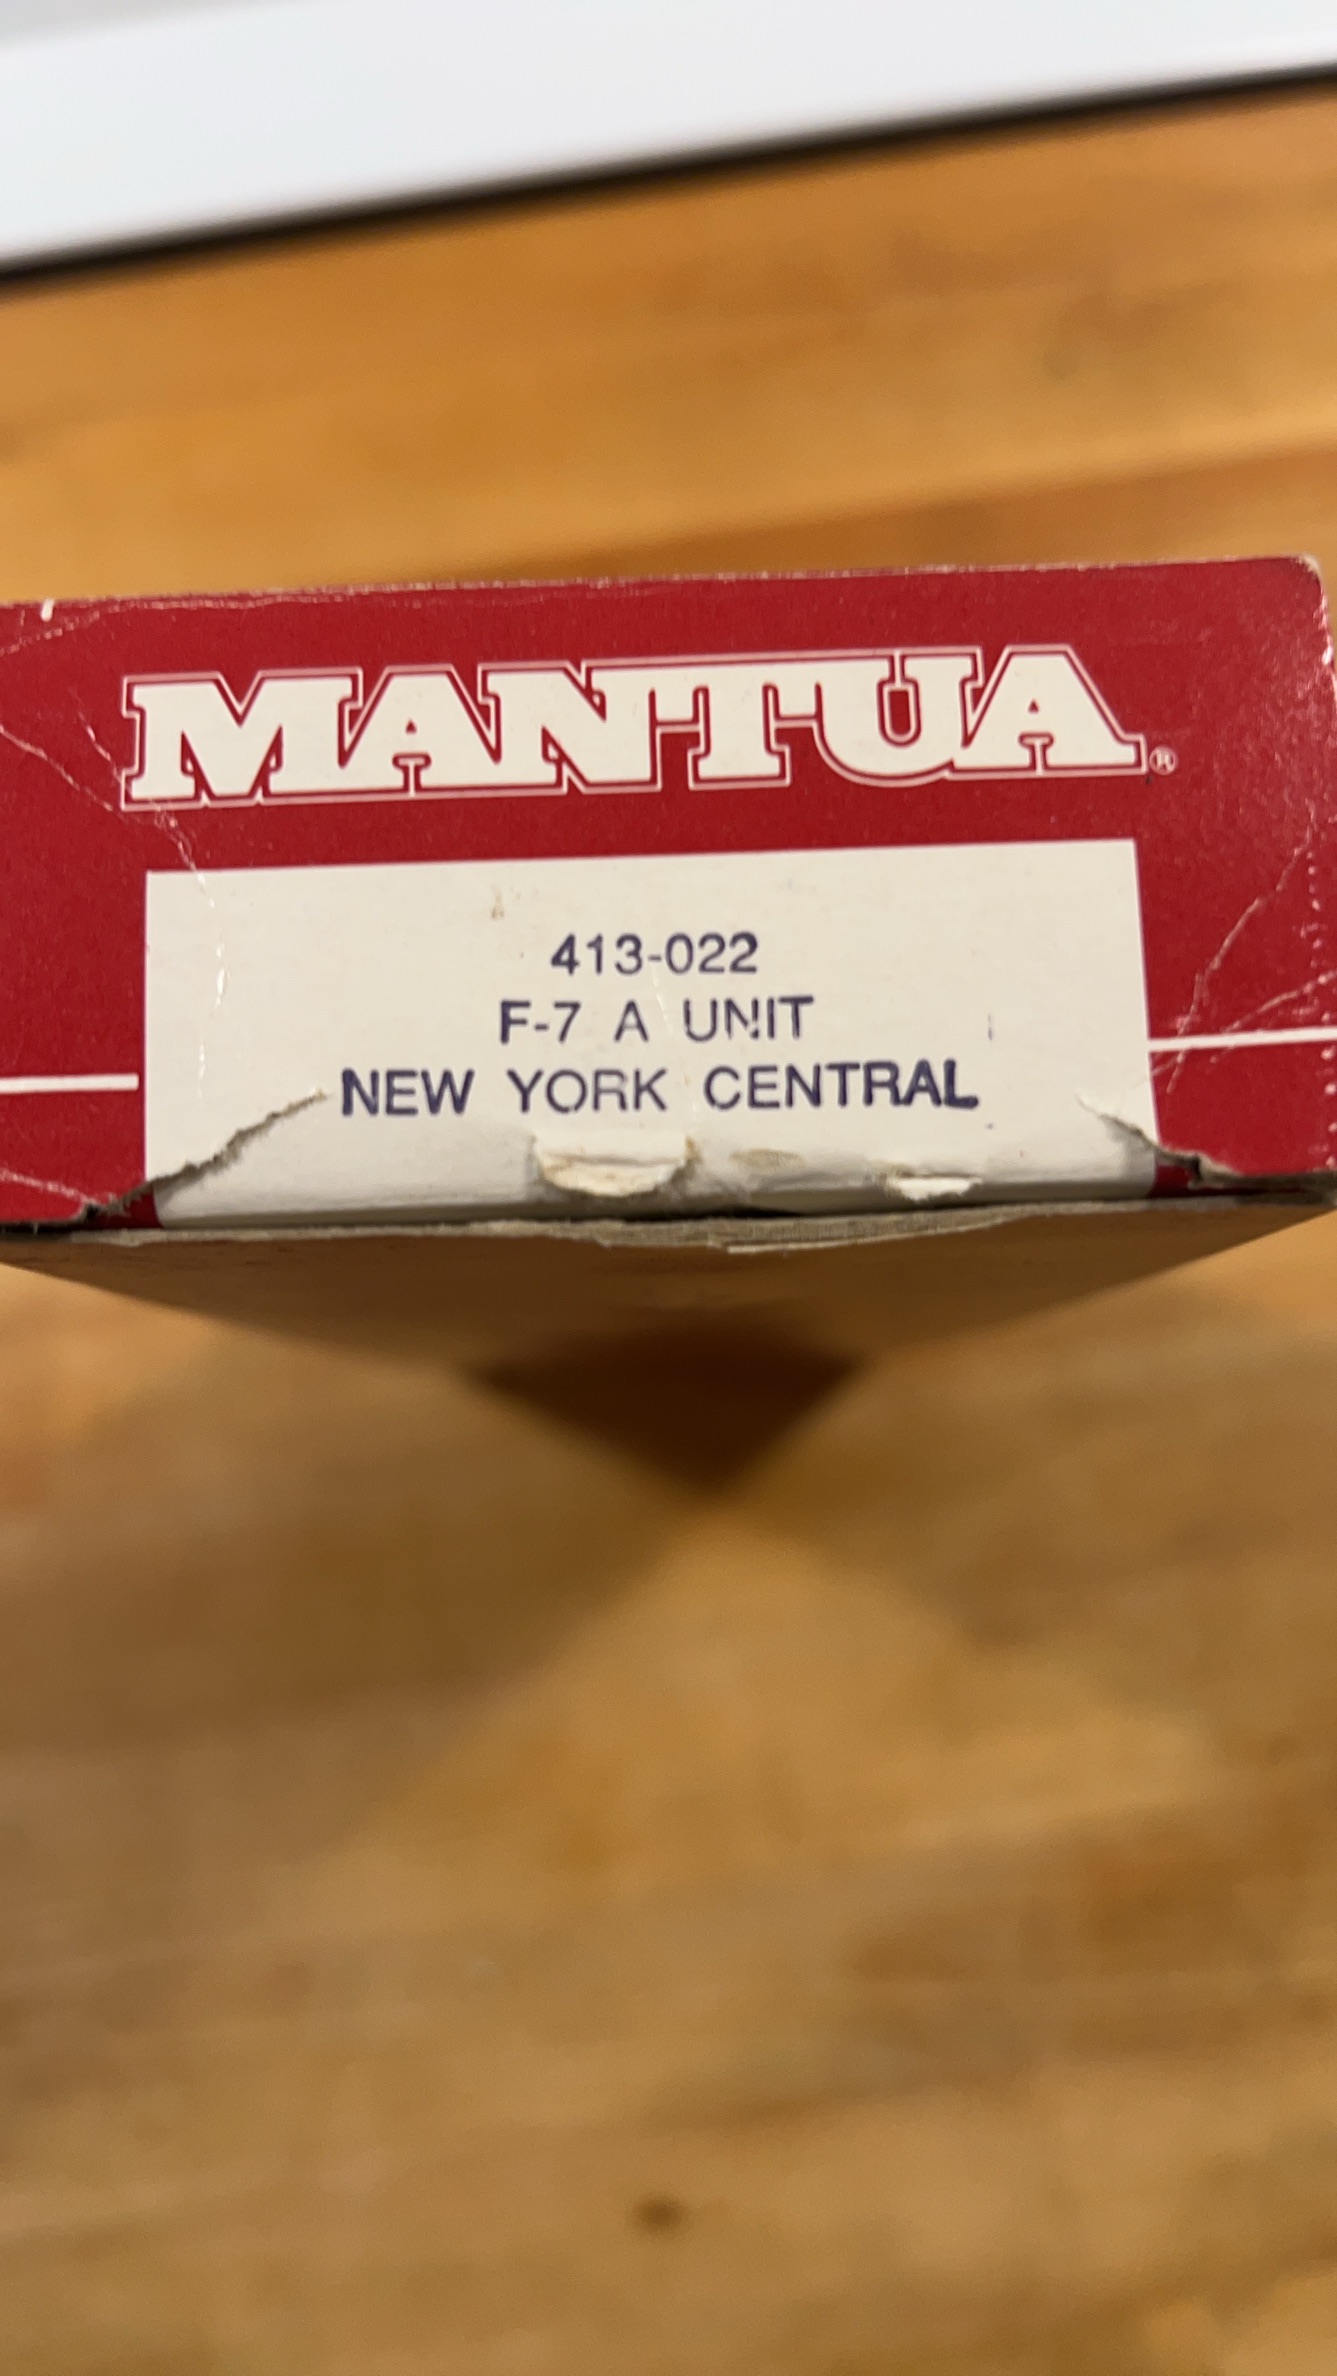 MANTUA®
413-022
F-7 A UNIT
NEW YORK CENTRAL